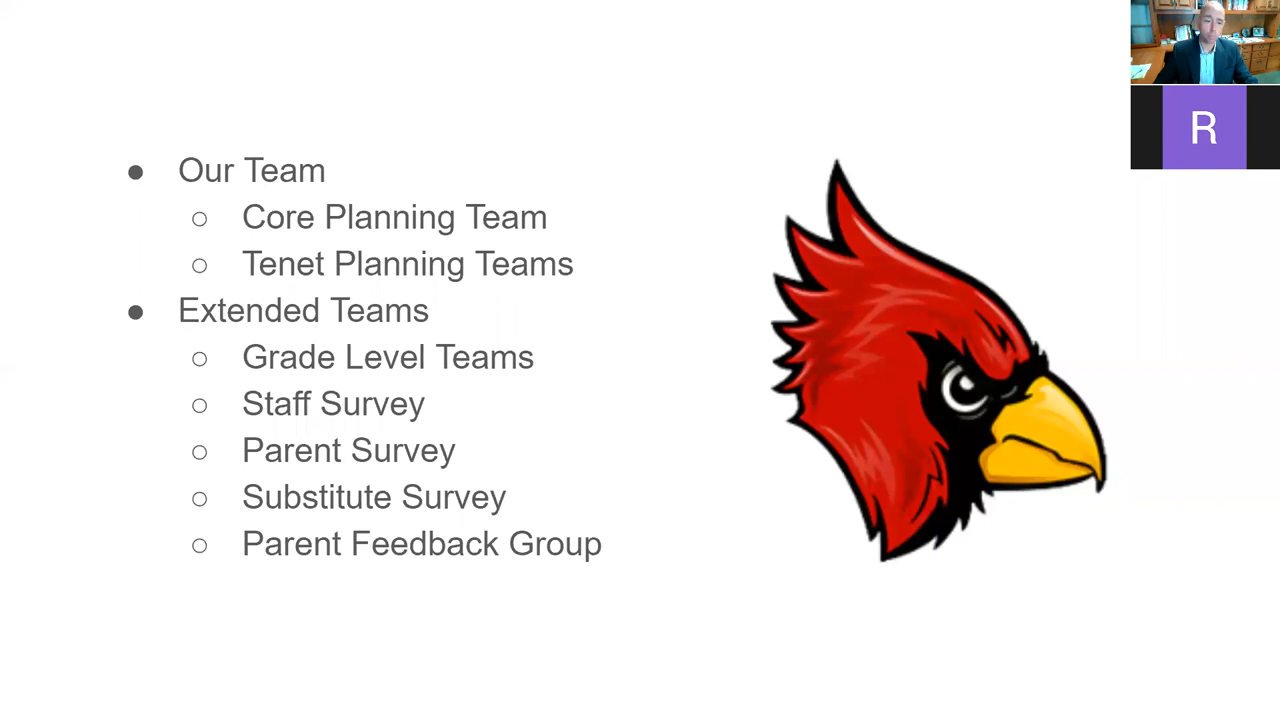 ● Our Team
○ Core Planning Team
○ Tenet Planning Teams
● Extended Teams
○ Grade Level Teams
○ Staff Survey
○ Parent Survey
○ Substitute Survey
○ Parent Feedback Group
R